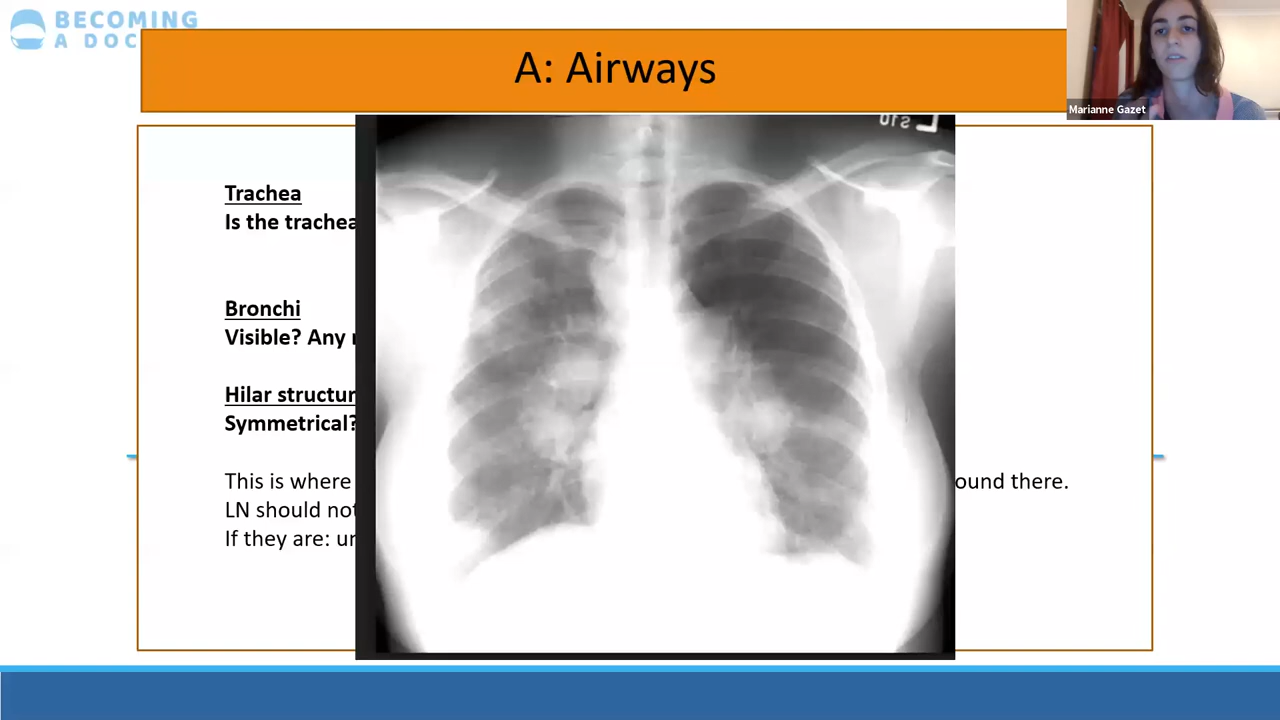 BECOMING
A DOC
A: Airways
Marianne Gazet
L
Trachea
Is the trachea
Bronchi
Visible? Any
Hilar structur
Symmetrical?
This is where
ound there.
LN should not
If they are: ur